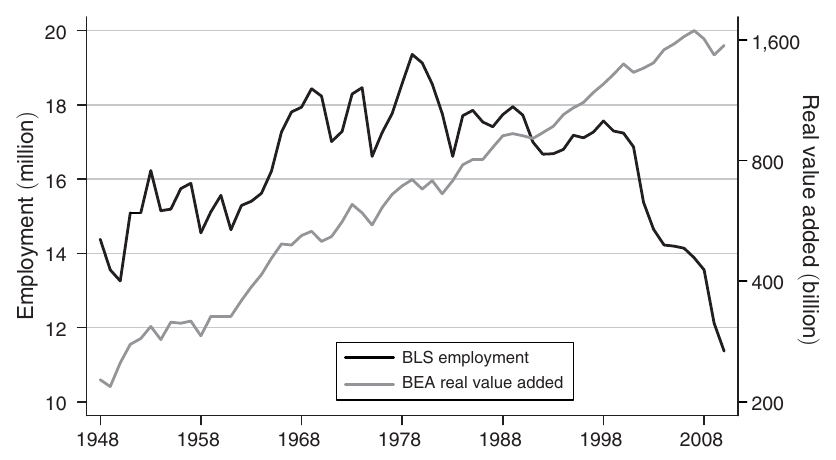 Employment (million)
20
18
16
14
12
10
1,600
800
400
200
Real value added (billion)
BLS employment
BEA real value added
1948 1958 1968 1978 1988 1998 2008